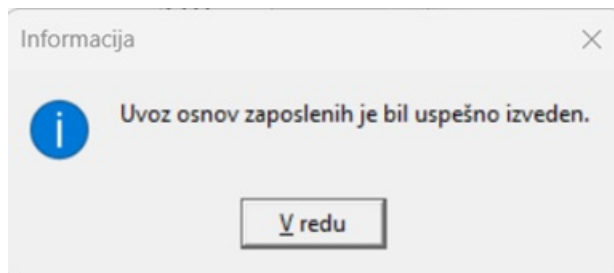 Informacija
Uvoz osnov zaposlenih je bil uspešno izveden.
V redu